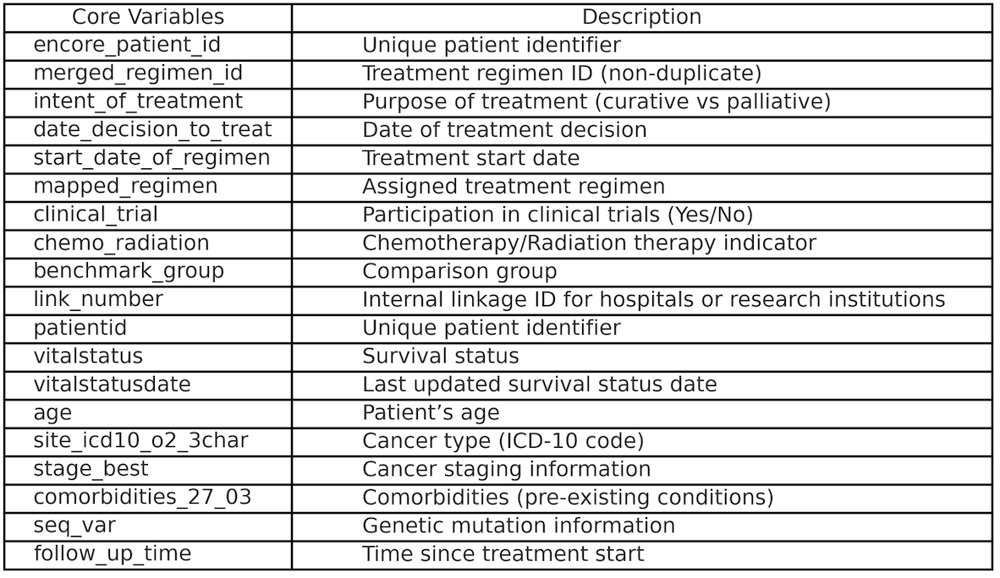 Core Variables Description
encore_patient_id Unique patient identifier
merged_regimen_id Treatment regimen ID (non-duplicate)
intent_of_treatment Purpose of treatment (curative vs palliative)
date_decision_to_treat Date of treatment decision
start_date_of_regimen Treatment start date
mapped_regimen Assigned treatment regimen
clinical_trial Participation in clinical trials (Yes/No)
chemo_radiation Chemotherapy/Radiation therapy indicator
benchmark_group Comparison group
link_number Internal linkage ID for hospitals or research institutions
patientid Unique patient identifier
vitalstatus Survival status
vitalstatusdate Last updated survival status date
age Patient’s age
site_icd10_o2_3char Cancer type (ICD-10 code)
stage_best Cancer staging information
comorbidities_27_03 Comorbidities (pre-existing conditions)
seq_var Genetic mutation information
follow_up_time Time since treatment start